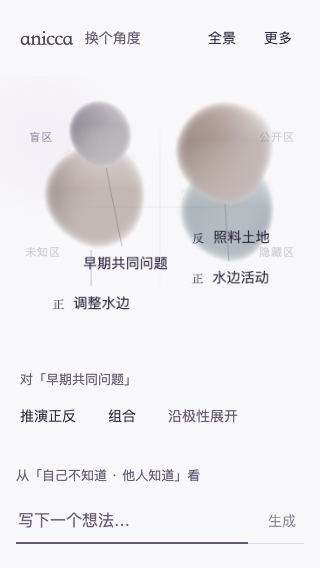 anicca 换个角度 全景 更多
盲区 公开区
反 照料土地
未知区 隐藏区
早期共同问题
正 水边活动
正 调整水边
对「早期共同问题」
推演正反 组合 沿极性展开
从「自己不知道 · 他人知道」看
写下一个想法... 生成